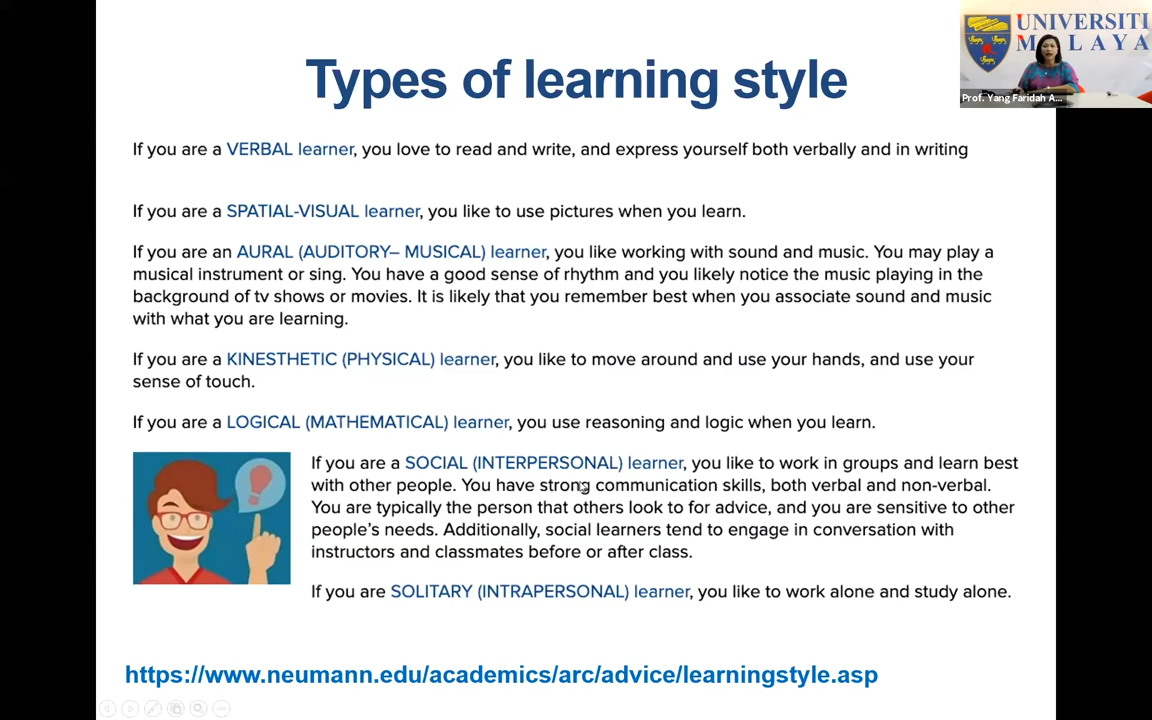 UNIVERSITI
M LAYA
Prof. Yang Faridah A...
Types of learning style
If you are a VERBAL learner, you love to read and write, and express yourself both verbally and in writing
If you are a SPATIAL-VISUAL learner, you like to use pictures when you learn.
If you are an AURAL (AUDITORY– MUSICAL) learner, you like working with sound and music. You may play a
musical instrument or sing. You have a good sense of rhythm and you likely notice the music playing in the
background of tv shows or movies. It is likely that you remember best when you associate sound and music
with what you are learning.
If you are a KINESTHETIC (PHYSICAL) learner, you like to move around and use your hands, and use your
sense of touch.
If you are a LOGICAL (MATHEMATICAL) learner, you use reasoning and logic when you learn.
If you are a SOCIAL (INTERPERSONAL) learner, you like to work in groups and learn best
with other people. You have strong communication skills, both verbal and non-verbal.
You are typically the person that others look to for advice, and you are sensitive to other
people's needs. Additionally, social learners tend to engage in conversation with
instructors and classmates before or after class.
If you are SOLITARY (INTRAPERSONAL) learner, you like to work alone and study alone.
https://www.neumann.edu/academics/arc/advice/learningstyle.asp